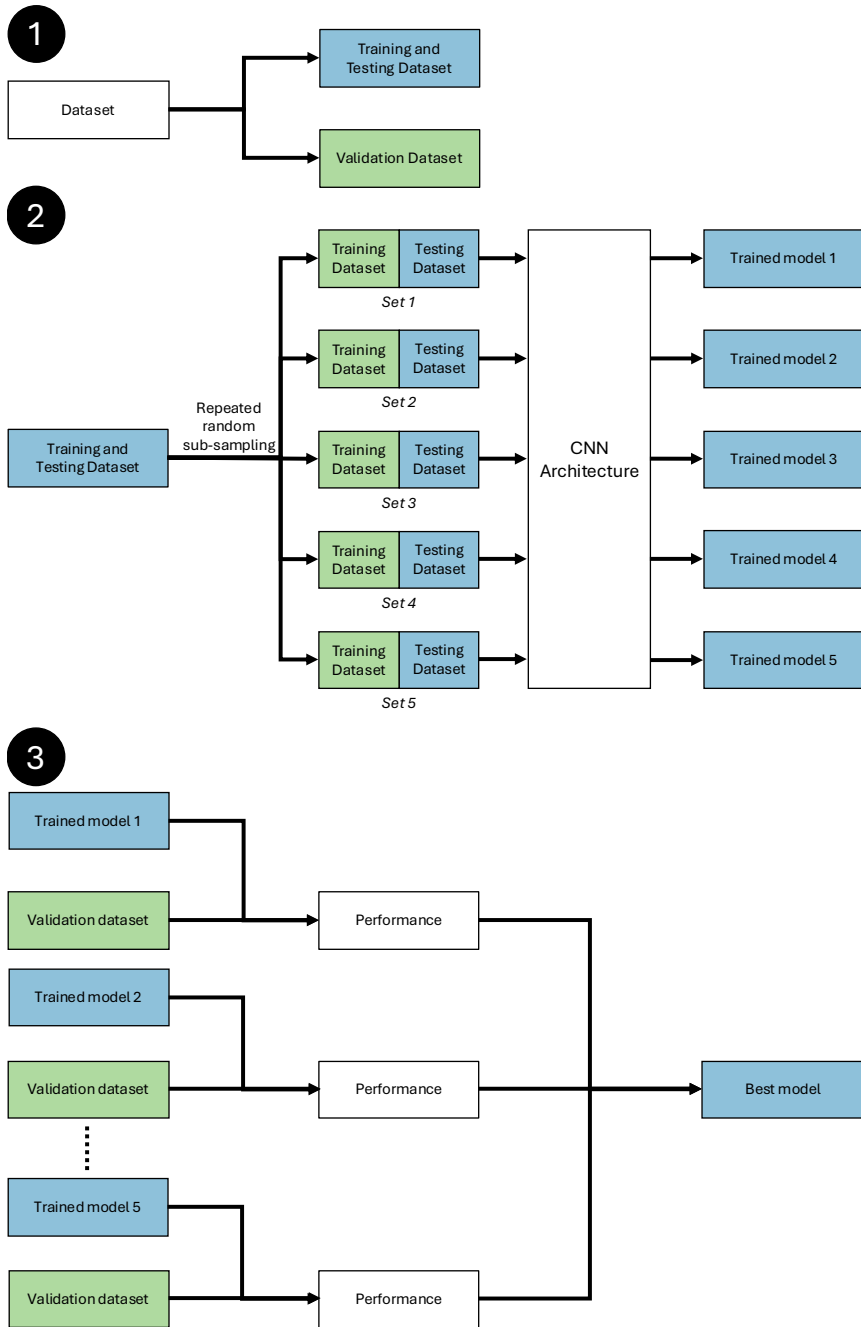 1
Training and
Testing Dataset
Dataset
Validation Dataset
2
Training
Dataset
Testing
Dataset
Trained model 1
Set 1
Training
Dataset
Testing
Dataset
Trained model 2
Set 2
Repeated
random
sub-sampling
Training and
Testing Dataset
Training
Dataset
Testing
Dataset
CNN
Architecture
Trained model 3
Set 3
Training
Dataset
Testing
Dataset
Trained model 4
Set 4
Training
Dataset
Testing
Dataset
Trained model 5
Set 5
3
Trained model 1
Validation dataset
Performance
Trained model 2
Validation dataset
Performance
Best model
Trained model 5
Validation dataset
Performance